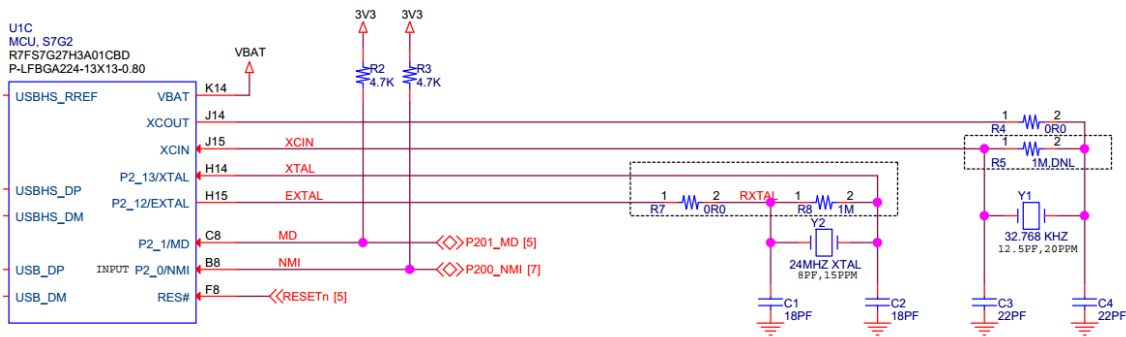 U1C
MCU, S7G2
R7FS7G27H3A01CBD
P-LFBGA224-13X13-0.80
VBAT
3V3
3V3
R2
4.7K
R3
4.7K
USBHS_RREF
VBAT
K14
XCOUT
J14
1
2
R4
0R0
XCIN
J15
XCIN
1
2
R5
1M,DNL
P2_13/XTAL
H14
XTAL
USBHS_DP
P2_12/EXTAL
H15
EXTAL
1
2
R7
0R0
RXTAL
1
2
R8
1M
USBHS_DM
Y1
32.768 KHZ
12.5PF,20PPM
Y2
24MHZ XTAL
8PF,15PPM
P2_1/MD
C8
MD
P201_MD [5]
USB_DP
INPUT
P2_0/NMI
B8
NMI
P200_NMI [7]
USB_DM
RES#
F8
RESETn [5]
C1
18PF
C2
18PF
C3
22PF
C4
22PF